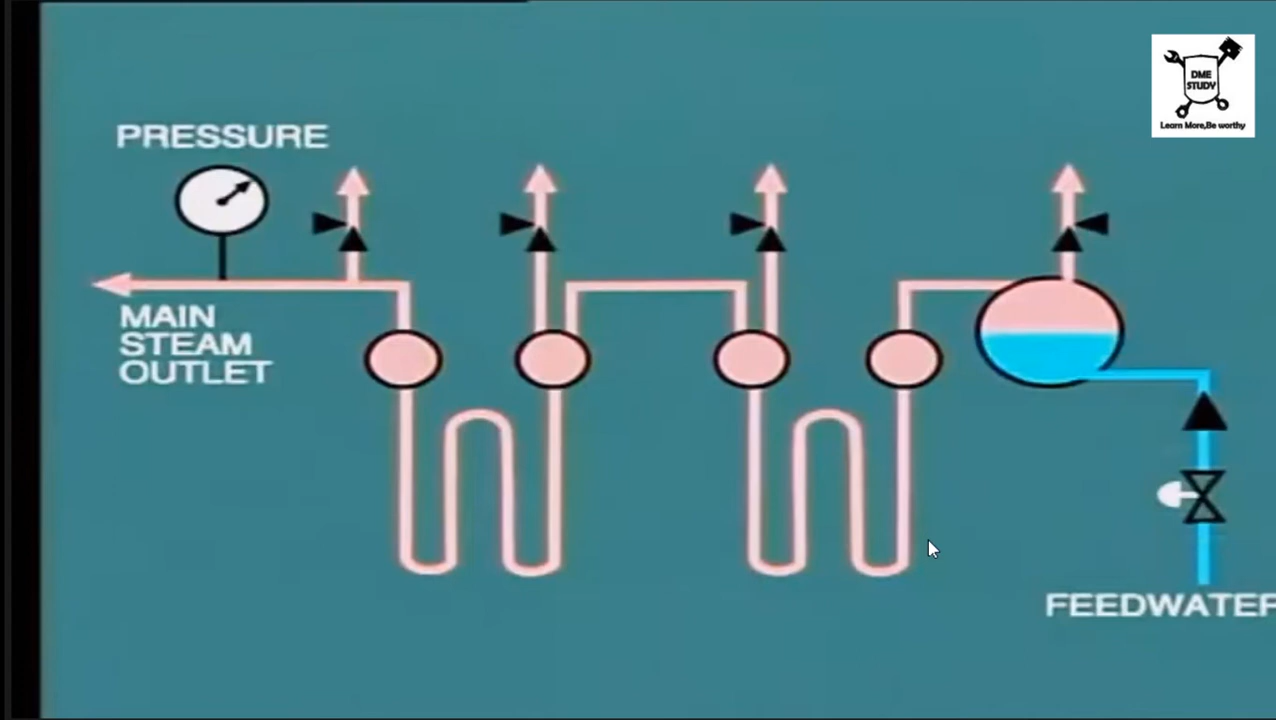 DME
STUDY
Learn More,Be worthy
PRESSURE
MAIN
STEAM
OUTLET
FEEDWATER